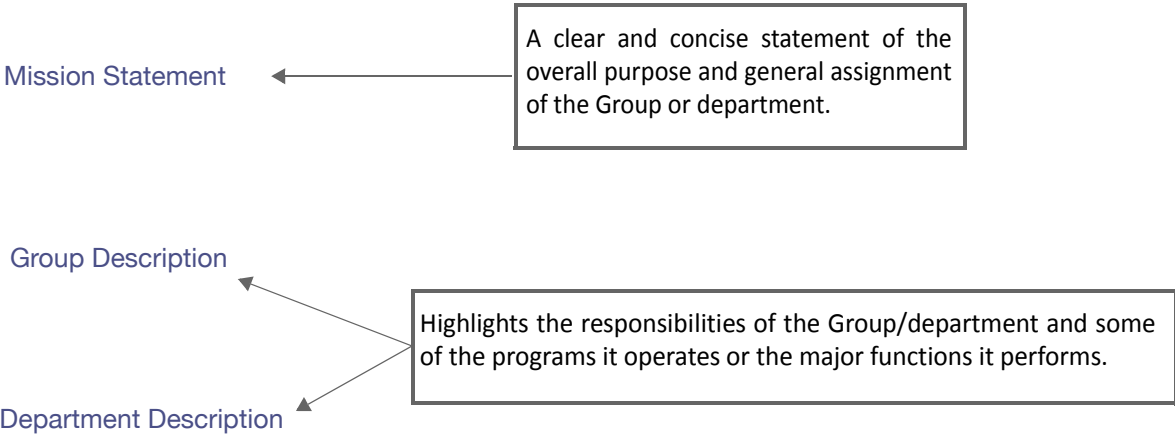 Mission Statement
A clear and concise statement of the
overall purpose and general assignment
of the Group or department.
Group Description
Highlights the responsibilities of the Group/department and some
of the programs it operates or the major functions it performs.
Department Description